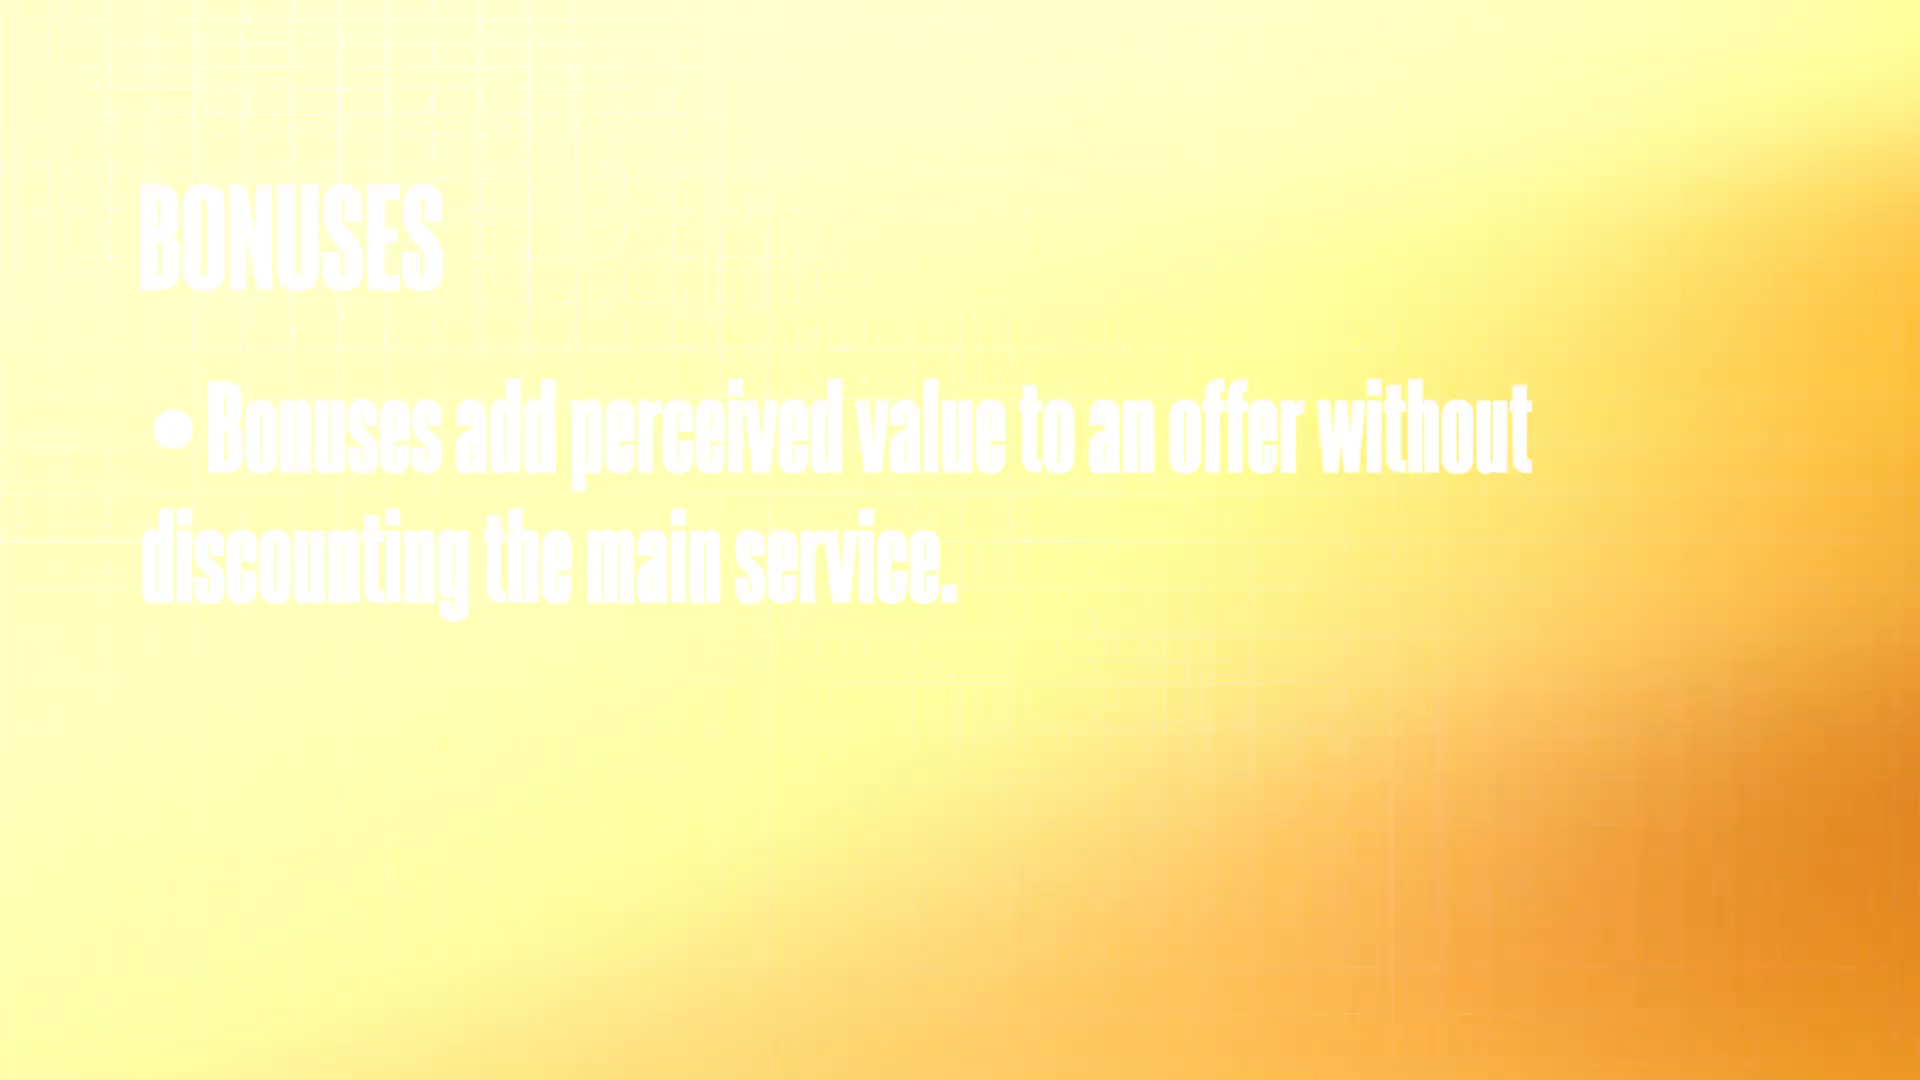 BONUSES
• Bonuses add perceived value to an offer without
discounting the main service.